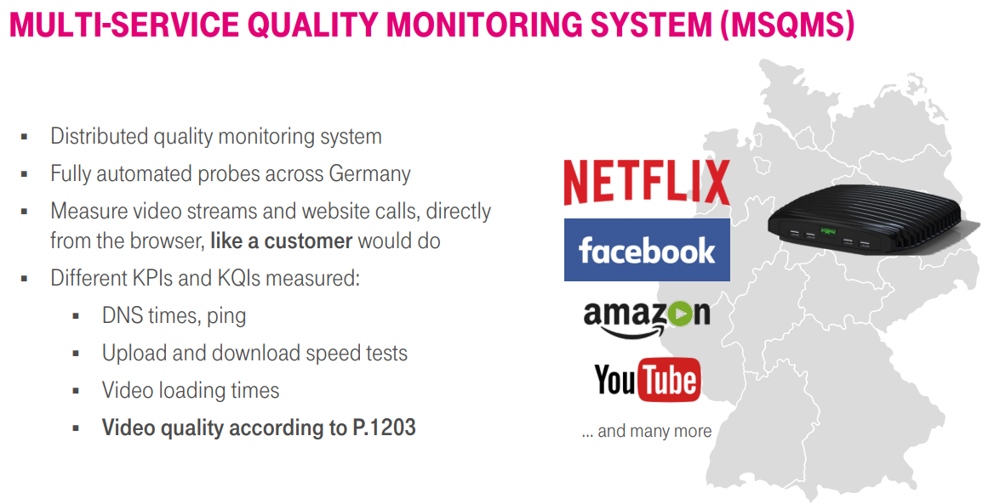 MULTI-SERVICE QUALITY MONITORING SYSTEM (MSQMS)
▪ Distributed quality monitoring system
▪ Fully automated probes across Germany
▪ Measure video streams and website calls, directly
from the browser, like a customer would do
▪ Different KPIs and KQIs measured:
▪ DNS times, ping
▪ Upload and download speed tests
▪ Video loading times
▪ Video quality according to P.1203
NETFLIX
facebook
amazon
YouTube
... and many more